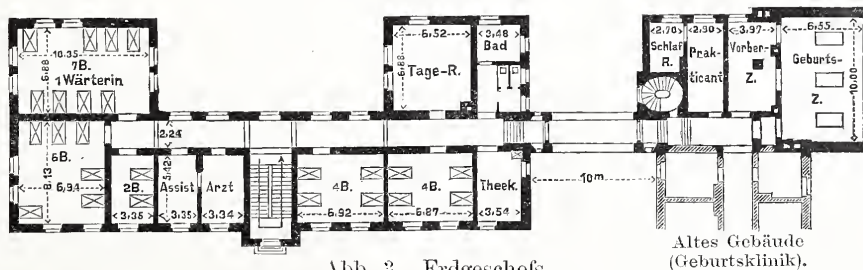 10.35
7B.
1 Wärterin
6.88
6.52
6.88
Tage-R.
3,48
Bad
2,70
Schlaf
R.
2,90
Prak-
ticant
3,97
Vorber-
Z.
6,55
Geburts-
Z.
10,00
2.24
6B.
8.13
6,94
2B.
3,35
5.42
Assist
3,35
Arzt
3,34
4B.
6,92
4B.
6,87
Theek.
3,54
10m
Altes Gebäude
(Geburtsklinik).
Abb. 3. Erdgeschofs